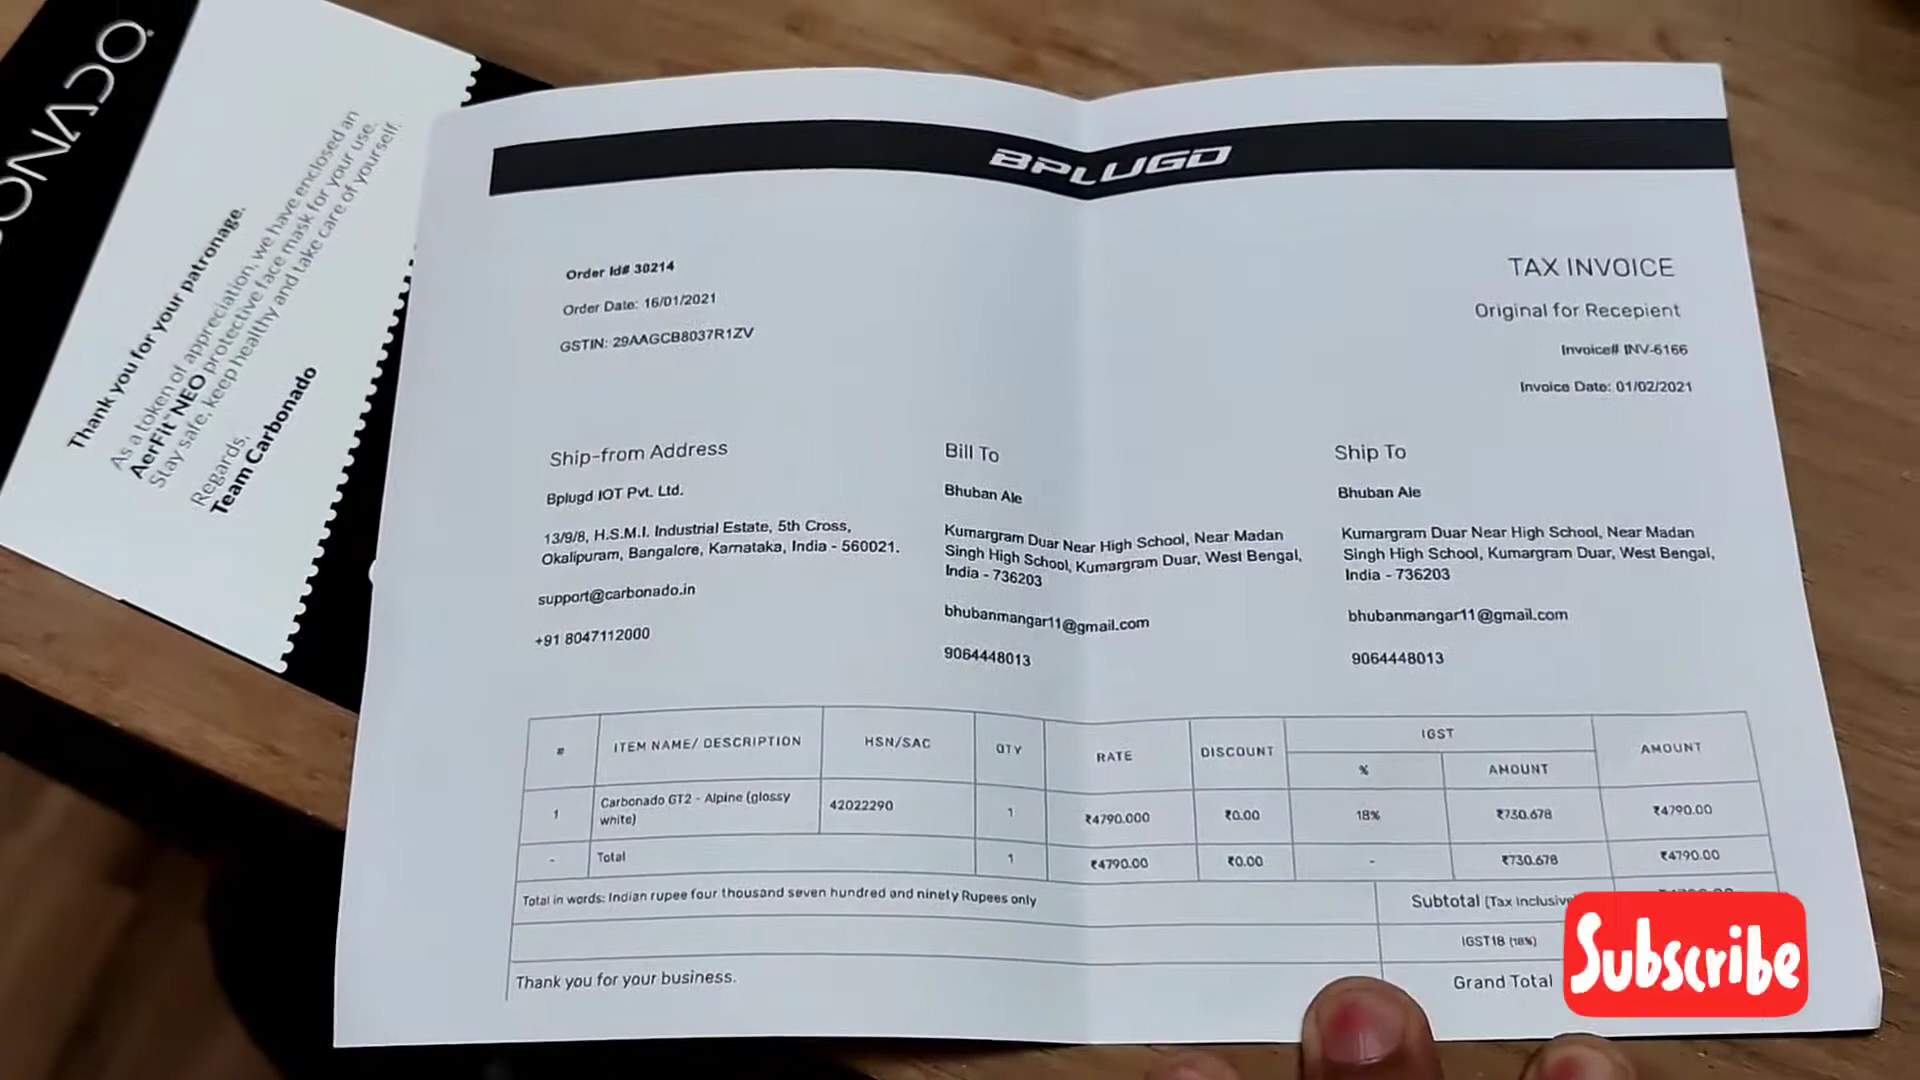 ONVDO
Thank you for your patronage.
As a token of appreciation, we have enclosed an
AerFit™NEO protective face mask for your use.
Stay safe, keep healthy and take care of yourself.
Regards,
Team Carbonado
BPLUGD
Order Id# 30214
Order Date: 16/01/2021
GSTIN: 29AAGCB8037R1ZV
TAX INVOICE
Original for Recepient
Invoice# INV-6166
Invoice Date: 01/02/2021
Ship-from Address
Bplugd IOT Pvt. Ltd.
13/9/8, H.S.M.I. Industrial Estate, 5th Cross,
Okalipuram, Bangalore, Karnataka, India - 560021.
support@carbonado.in
+91 8047112000
Bill To
Bhuban Ale
Kumargram Duar Near High School, Near Madan
Singh High School, Kumargram Duar, West Bengal,
India - 736203
bhubanmangar11@gmail.com
9064448013
Ship To
Bhuban Ale
Kumargram Duar Near High School, Near Madan
Singh High School, Kumargram Duar, West Bengal,
India - 736203
bhubanmangar11@gmail.com
9064448013
# ITEM NAME/ DESCRIPTION HSN/SAC QTY RATE DISCOUNT IGST AMOUNT
% AMOUNT
1 Carbonado GT2 - Alpine (glossy white) 42022290 1 ₹4790.000 ₹0.00 18% ₹730.678 ₹4790.00
- Total 1 ₹4790.00 ₹0.00 - ₹730.678 ₹4790.00
Total in words: Indian rupee four thousand seven hundred and ninety Rupees only
Subtotal (Tax Inclusive
IGST18 (18%)
Thank you for your business.
Grand Total
Subscribe